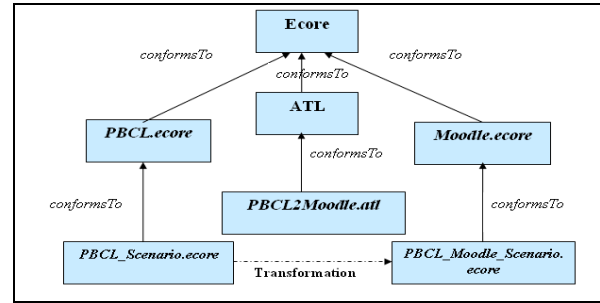 Ecore
conformsTo
conformsTo
conformsTo
ATL
PBCL.ecore
Moodle.ecore
conformsTo
PBCL2Moodle.atl
conformsTo
conformsTo
PBCL_Scenario.ecore
PBCL_Moodle_Scenario.
ecore
Transformation